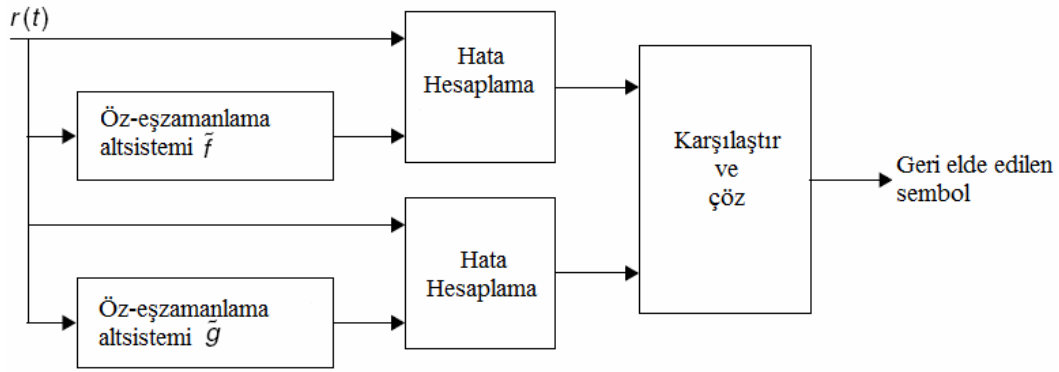 r(t)
Hata
Hesaplama
Öz-eşzamanlama
altsistemi f̃
Karşılaştır
ve
çöz
Geri elde edilen
sembol
Hata
Hesaplama
Öz-eşzamanlama
altsistemi g̃